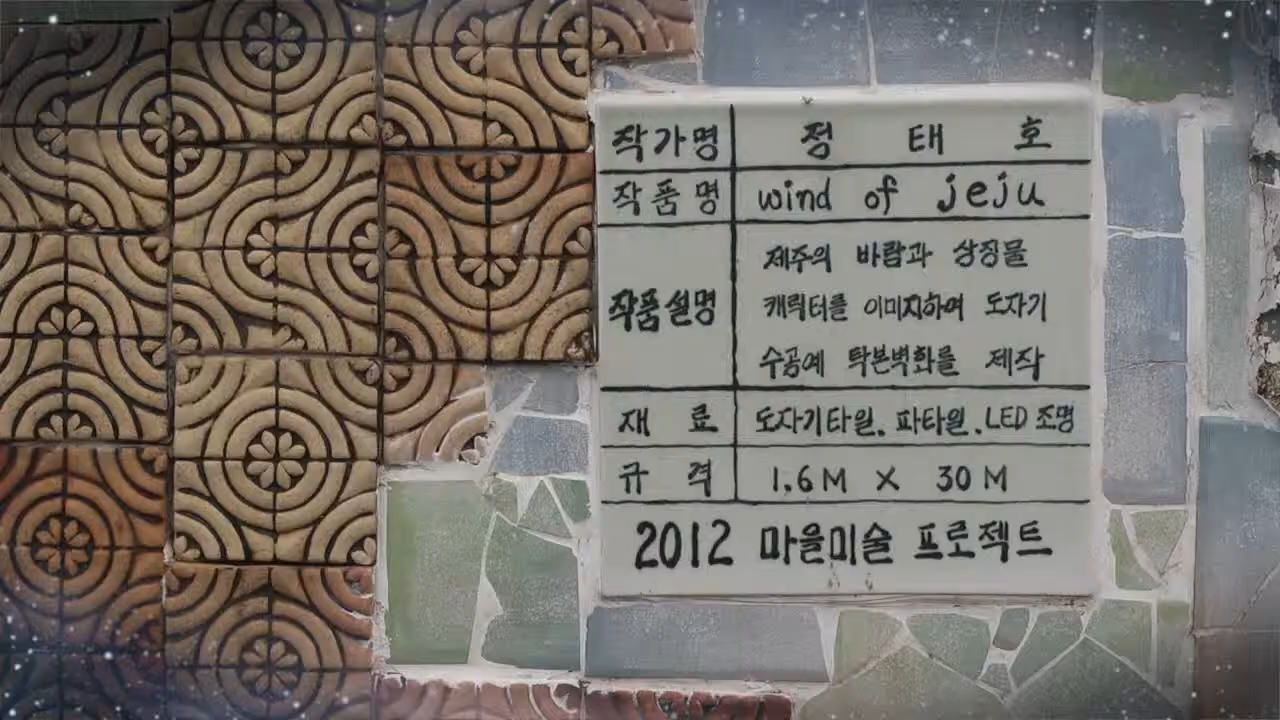 작가명 정 태 호
작품명 wind of jeju
작품설명 제주의 바람과 상징물
캐릭터를 이미지하여 도자기
수공예 탁본벽화를 제작
재 료 도자기타일. 파타일. LED 조명
규 격 1.6M X 30M
2012 마을미술 프로젝트